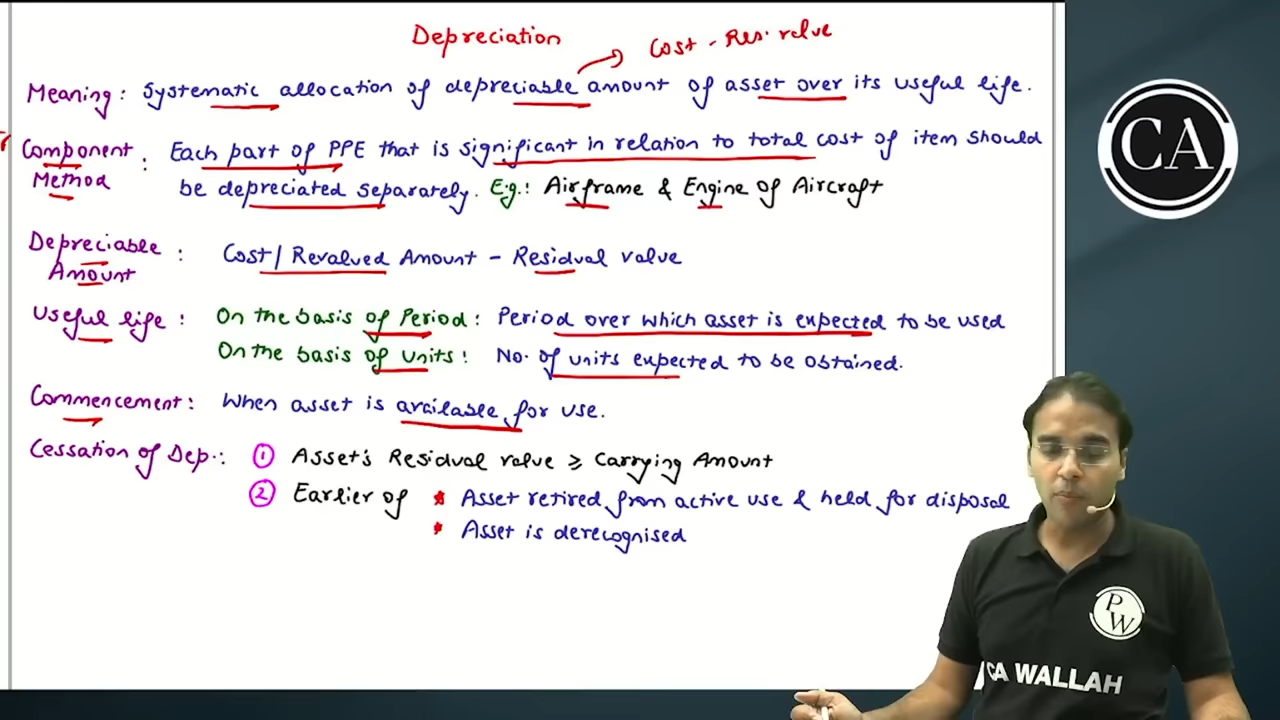 Depreciation
Cost - Res. value
Meaning: Systematic allocation of depreciable amount of asset over its useful life.
Component Method: Each part of PPE that is significant in relation to total cost of item should
be depreciated separately. E.g.: Airframe & Engine of Aircraft
Depreciable Amount: Cost/Revalued Amount - Residual value
Useful life: On the basis of Period: Period over which asset is expected to be used
On the basis of units: No. of units expected to be obtained.
Commencement: When asset is available for use.
Cessation of Dep.: 1 Asset's Residual value ≥ Carrying Amount
2 Earlier of * Asset retired from active use & held for disposal
* Asset is derecognised
CA
PW
CA WALLAH